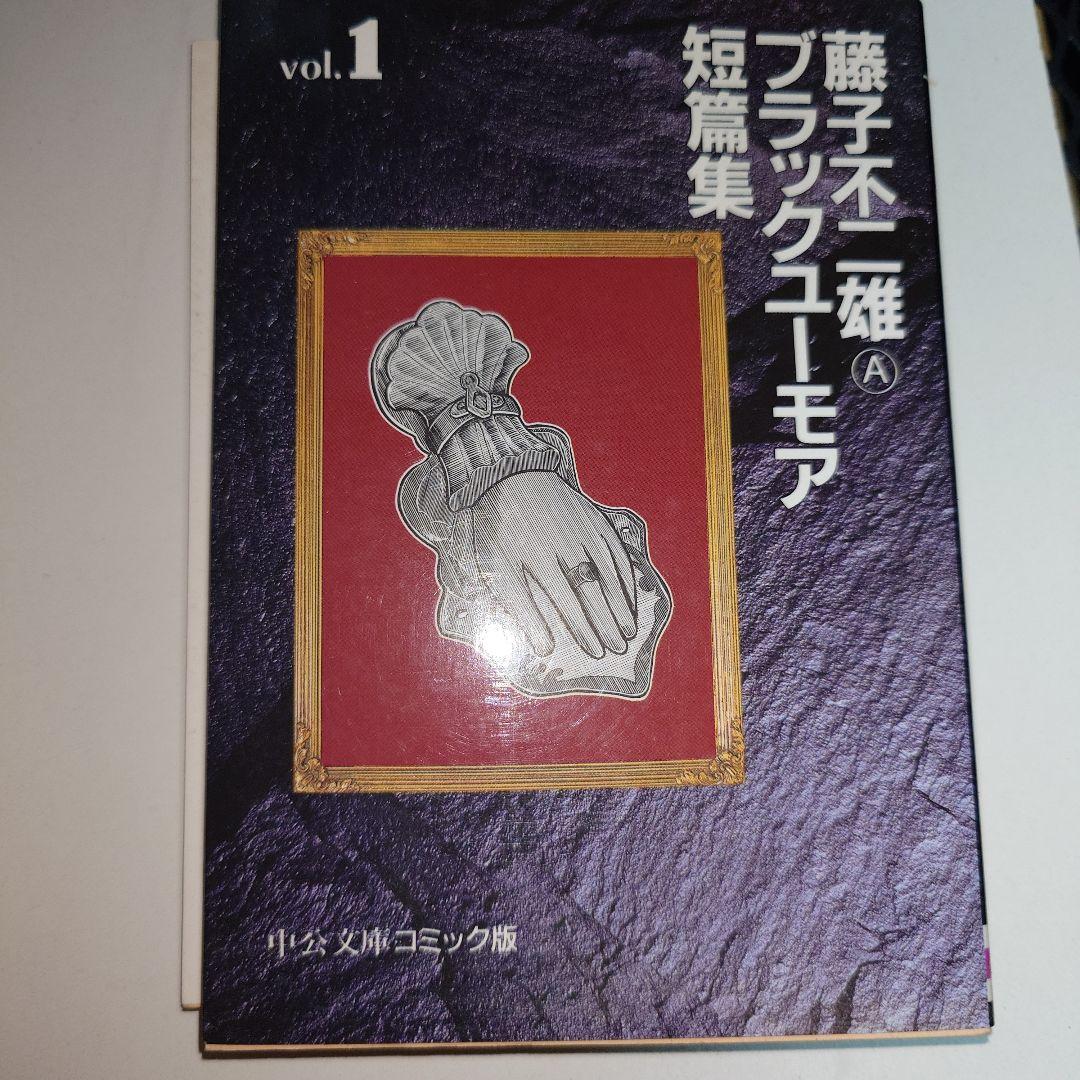 藤子不二雄Ⓐ
ブラックユーモア
短篇集
vol.1
中公文庫コミック版